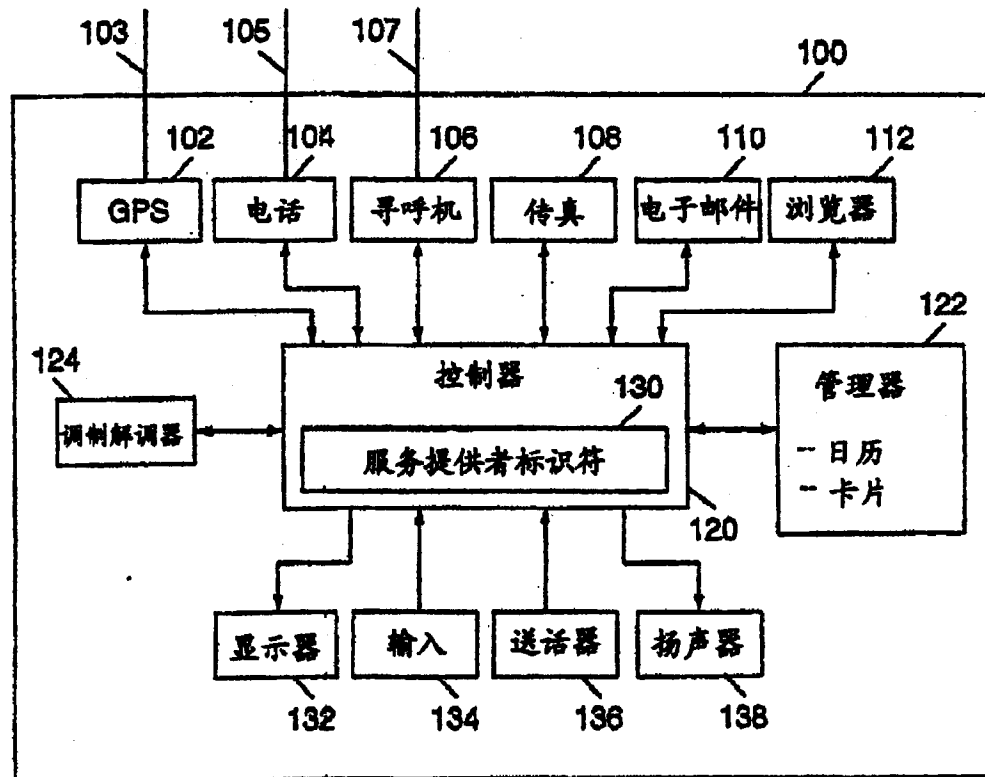 103
105
107
100
102
104
106
108
110
112
GPS
电话
寻呼机
传真
电子邮件
浏览器
122
124
控制器
管理器
130
调制解调器
服务提供者标识符
-- 日历
-- 卡片
120
显示器
输入
送话器
扬声器
132
134
136
138